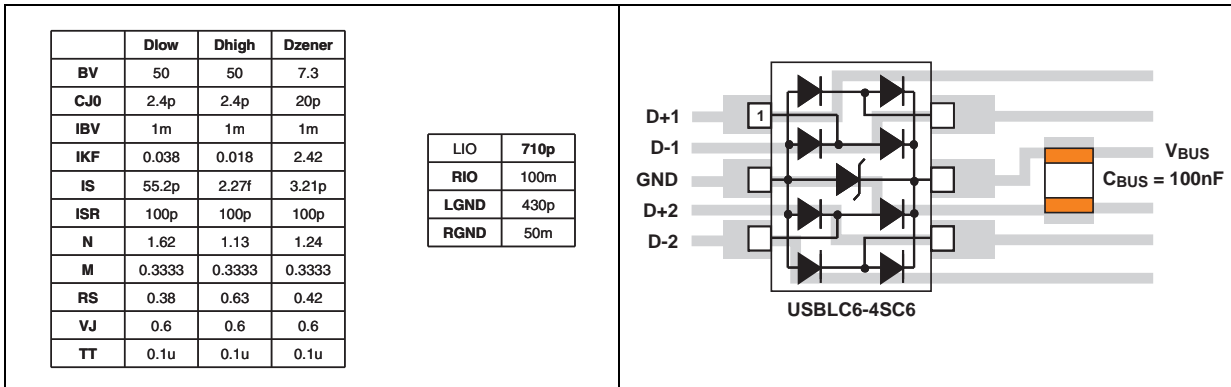 Dlow Dhigh Dzener
BV 50 50 7.3
CJ0 2.4p 2.4p 20p
IBV 1m 1m 1m
IKF 0.038 0.018 2.42
IS 55.2p 2.27f 3.21p
ISR 100p 100p 100p
N 1.62 1.13 1.24
M 0.3333 0.3333 0.3333
RS 0.38 0.63 0.42
VJ 0.6 0.6 0.6
TT 0.1u 0.1u 0.1u
LIO 710p
RIO 100m
LGND 430p
RGND 50m
D+1
1
D-1
GND
D+2
D-2
VBUS
CBUS = 100nF
USBLC6-4SC6